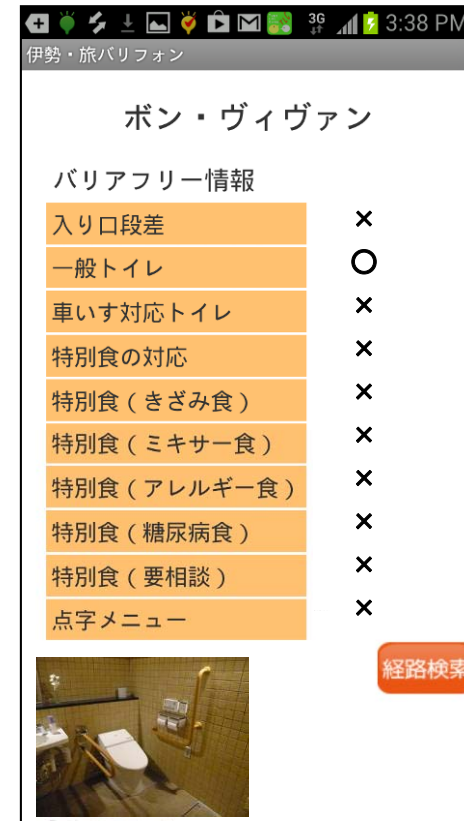 3G 3:38 PM
伊勢・旅バリフォン
ボン・ヴィヴァン
バリアフリー情報
入り口段差 ×
一般トイレ ○
車いす対応トイレ ×
特別食の対応 ×
特別食（きざみ食） ×
特別食（ミキサー食） ×
特別食（アレルギー食） ×
特別食（糖尿病食） ×
特別食（要相談） ×
点字メニュー ×
経路検索